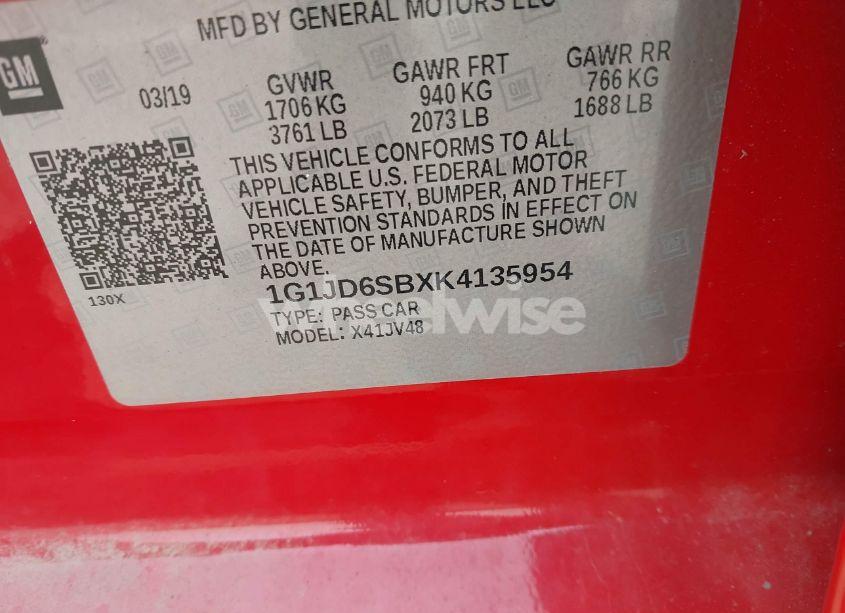 MFD BY GENERAL MOTORS LLC
GM
03/19
GVWR
1706 KG
3761 LB
GAWR FRT
940 KG
2073 LB
GAWR RR
766 KG
1688 LB
THIS VEHICLE CONFORMS TO ALL
APPLICABLE U.S. FEDERAL MOTOR
VEHICLE SAFETY, BUMPER, AND THEFT
PREVENTION STANDARDS IN EFFECT ON
THE DATE OF MANUFACTURE SHOWN
ABOVE.
130X
1G1JD6SBXK4135954
TYPE: PASS CAR
MODEL: X41JV48